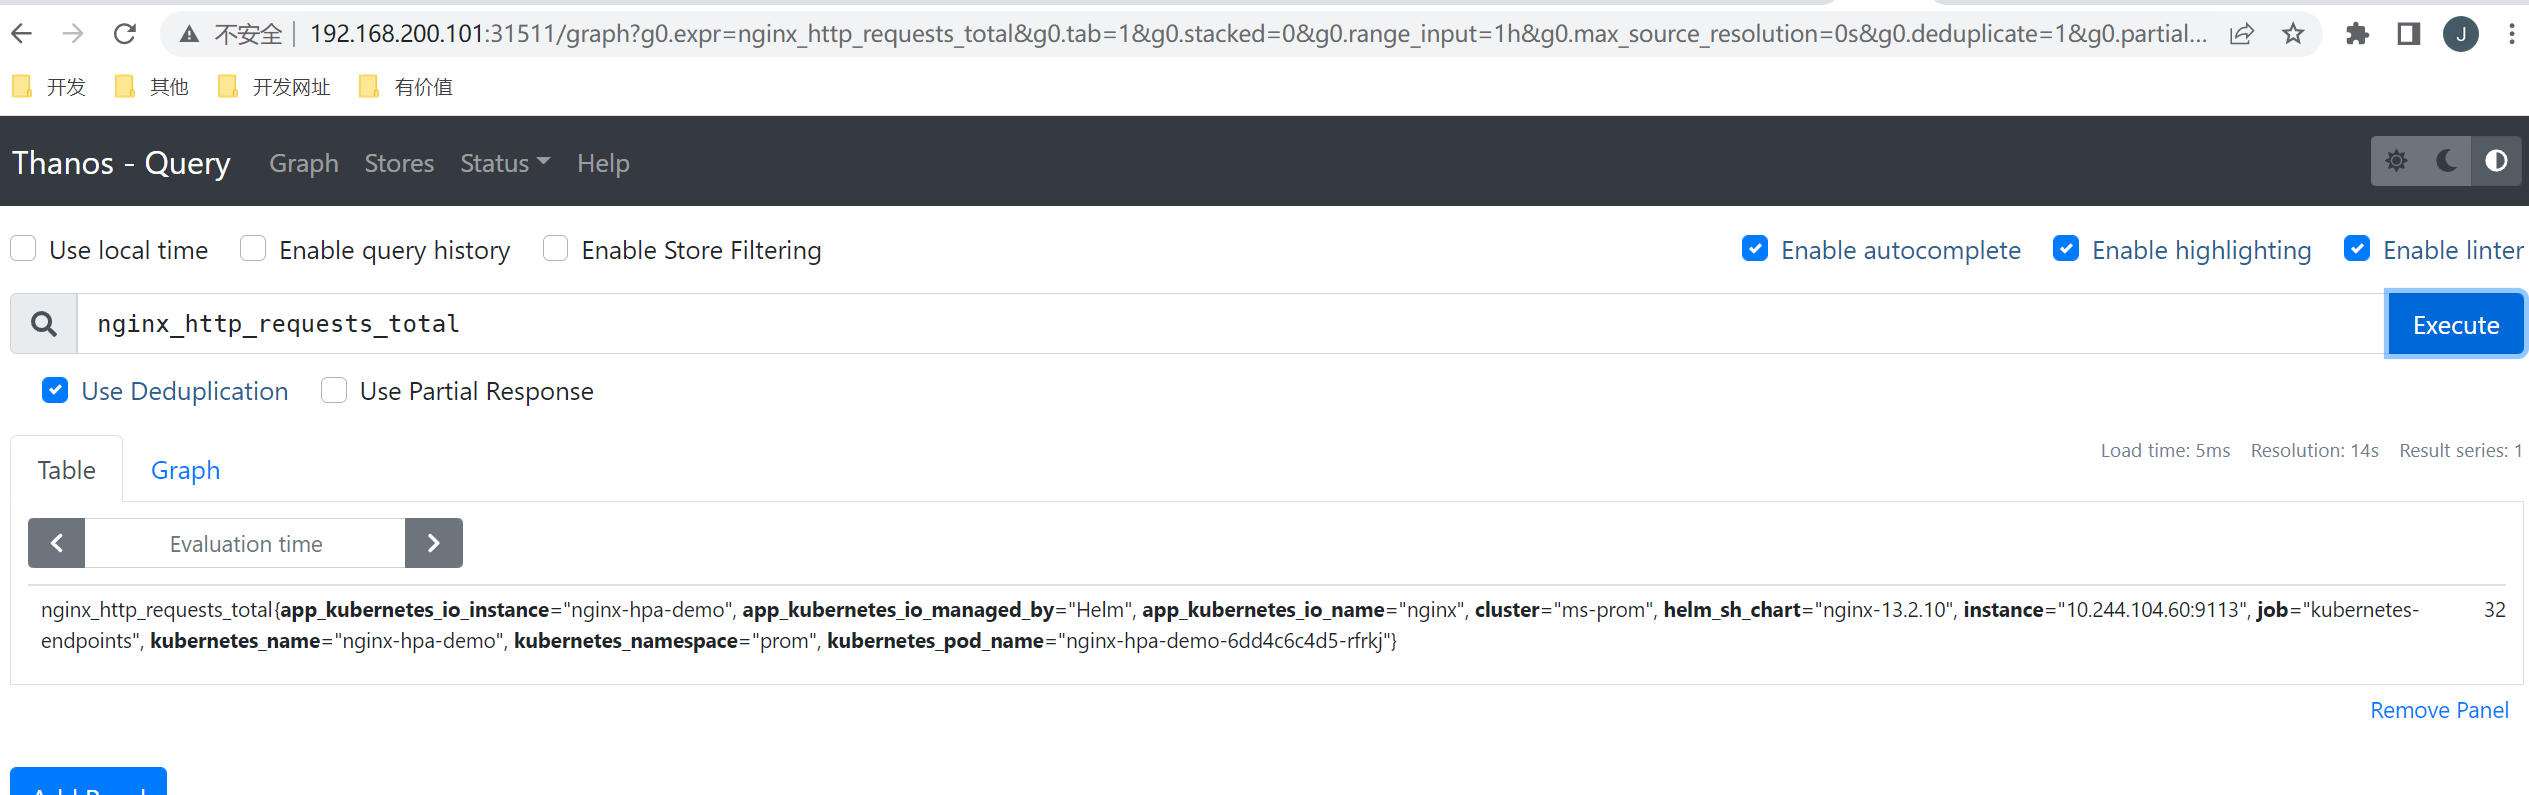 不安全 192.168.200.101:31511/graph?g0.expr=nginx_http_requests_total&g0.tab=1&g0.stacked=0&g0.range_input=1h&g0.max_source_resolution=0s&g0.deduplicate=1&g0.partial... J
开发 其他 开发网址 有价值
Thanos - Query Graph Stores Status Help
Use local time Enable query history Enable Store Filtering Enable autocomplete Enable highlighting Enable linter
nginx_http_requests_total Execute
Use Deduplication Use Partial Response
Load time: 5ms Resolution: 14s Result series: 1
Table Graph
Evaluation time
nginx_http_requests_total{app_kubernetes_io_instance="nginx-hpa-demo", app_kubernetes_io_managed_by="Helm", app_kubernetes_io_name="nginx", cluster="ms-prom", helm_sh_chart="nginx-13.2.10", instance="10.244.104.60:9113", job="kubernetes- 32
endpoints", kubernetes_name="nginx-hpa-demo", kubernetes_namespace="prom", kubernetes_pod_name="nginx-hpa-demo-6dd4c6c4d5-rfrkj"}
Remove Panel